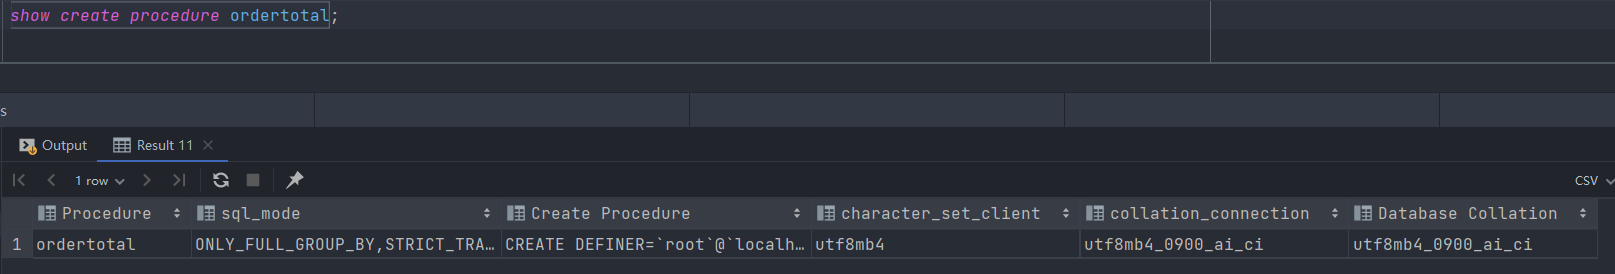 show create procedure ordertotal;
s
Output Result 11
1 row CSV
Procedure sql_mode Create Procedure character_set_client collation_connection Database Collation
1 ordertotal ONLY_FULL_GROUP_BY,STRICT_TRA… CREATE DEFINER=`root`@`localh… utf8mb4 utf8mb4_0900_ai_ci utf8mb4_0900_ai_ci